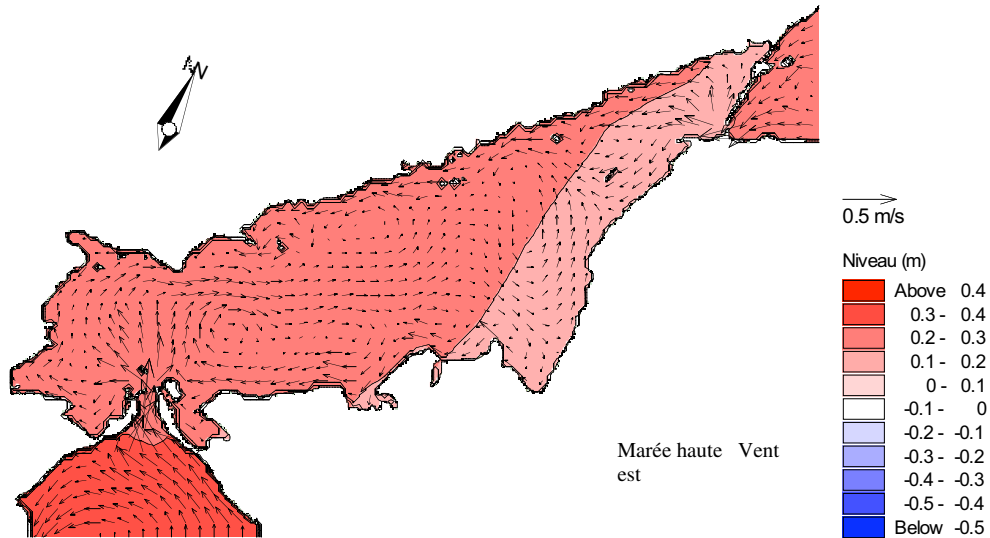 N
0.5 m/s
Niveau (m)
Above 0.4
0.3 - 0.4
0.2 - 0.3
0.1 - 0.2
0 - 0.1
-0.1 - 0
-0.2 - -0.1
-0.3 - -0.2
-0.4 - -0.3
-0.5 - -0.4
Below -0.5
Marée haute Vent
est